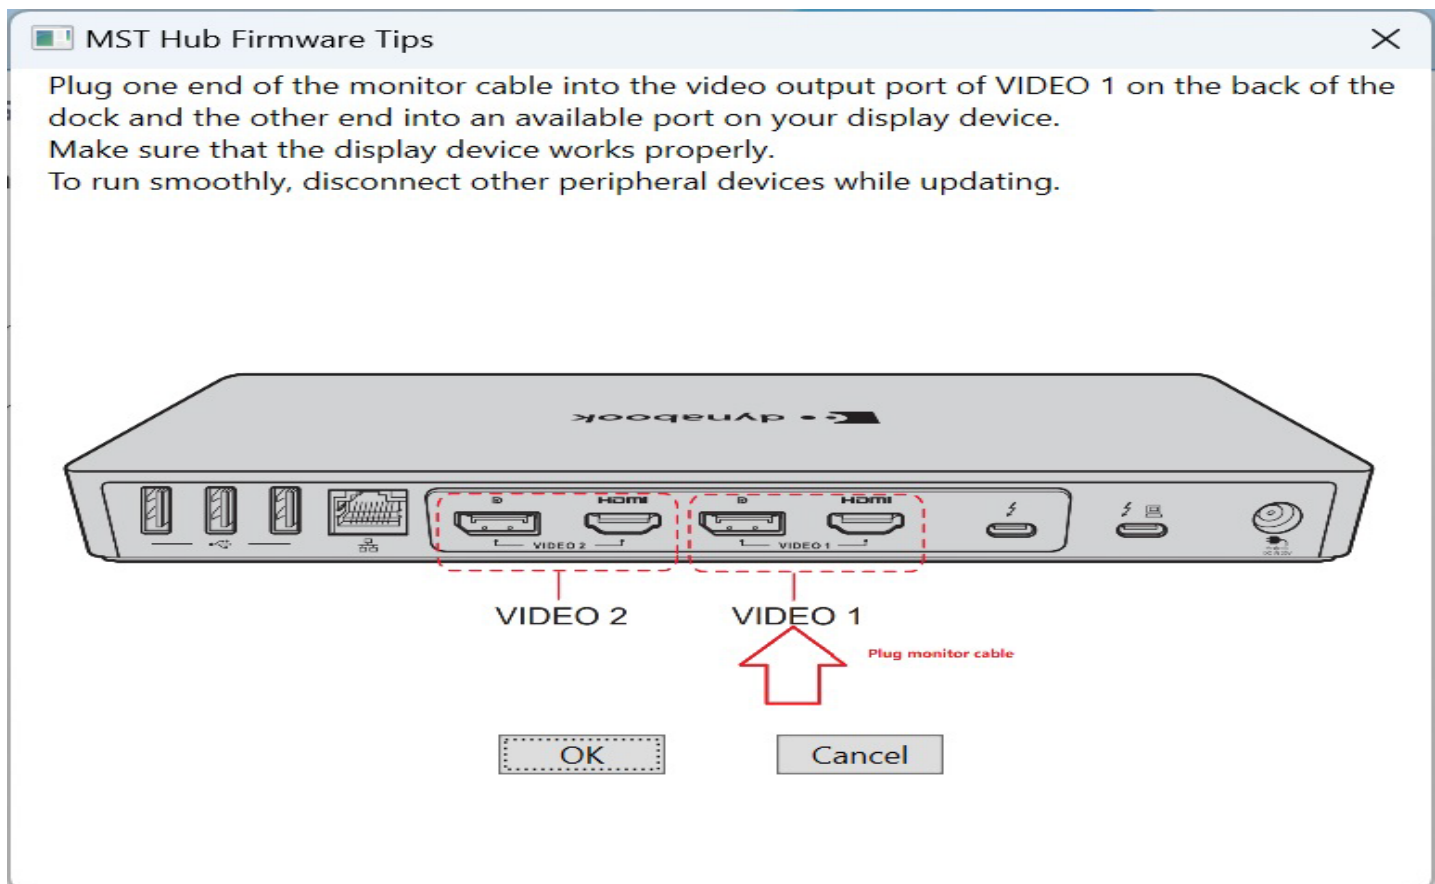 MST Hub Firmware Tips
Plug one end of the monitor cable into the video output port of VIDEO 1 on the back of the
dock and the other end into an available port on your display device.
Make sure that the display device works properly.
To run smoothly, disconnect other peripheral devices while updating.
dynabook
HDMI
HDMI
VIDEO 2
VIDEO 1
VIDEO 2
VIDEO 1
Plug monitor cable
OK
Cancel